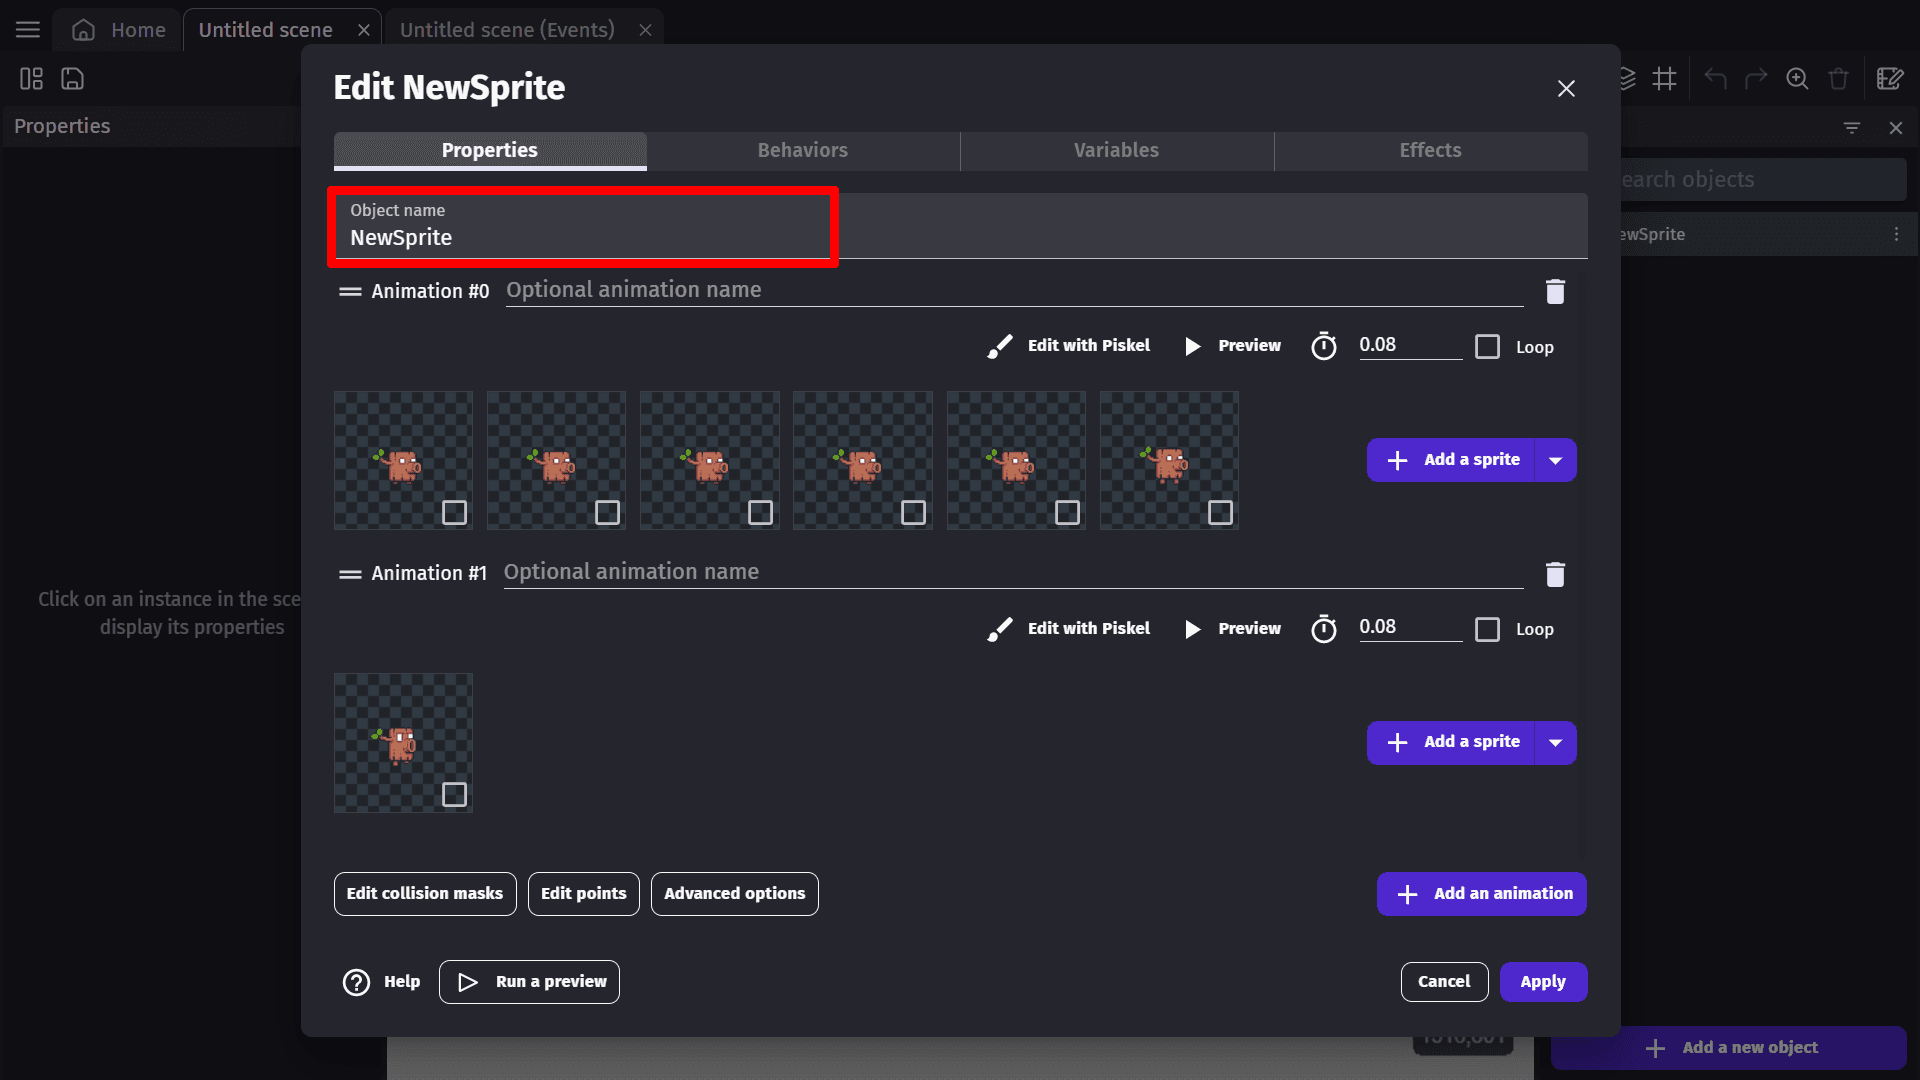 Home
Untitled scene
Untitled scene (Events)
Properties
Edit NewSprite
Properties
Behaviors
Variables
Effects
Object name
NewSprite
earch objects
ewSprite
Animation #0
Optional animation name
Edit with Piskel
Preview
0.08
Loop
Add a sprite
Animation #1
Optional animation name
Edit with Piskel
Preview
0.08
Loop
Click on an instance in the sce
display its properties
Add a sprite
Edit collision masks
Edit points
Advanced options
Add an animation
Help
Run a preview
Cancel
Apply
Add a new object